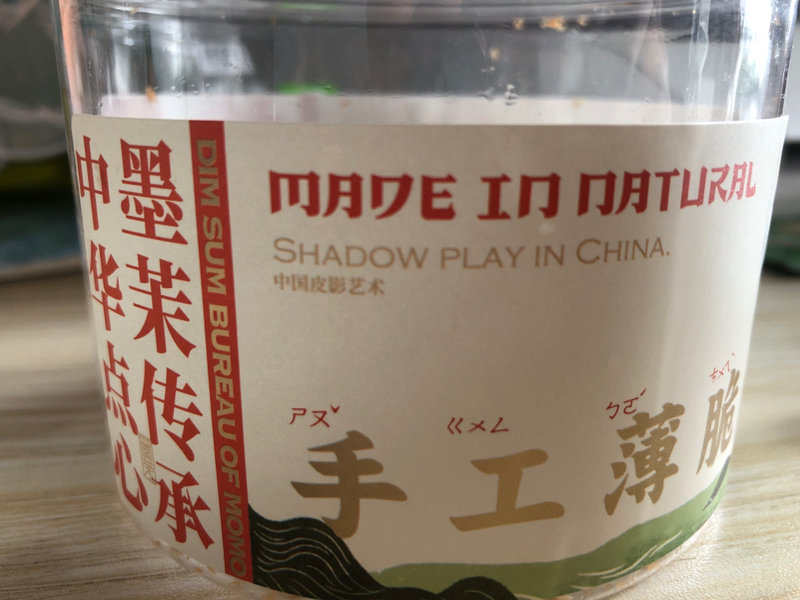 墨茉传承
中华点心
DIM SUM BUREAU OF MOMO
MADE IN NATURAL
SHADOW PLAY IN CHINA.
中国皮影艺术
ㄕㄡˇ ㄍㄨㄥ ㄅㄛˊ
手工薄脆